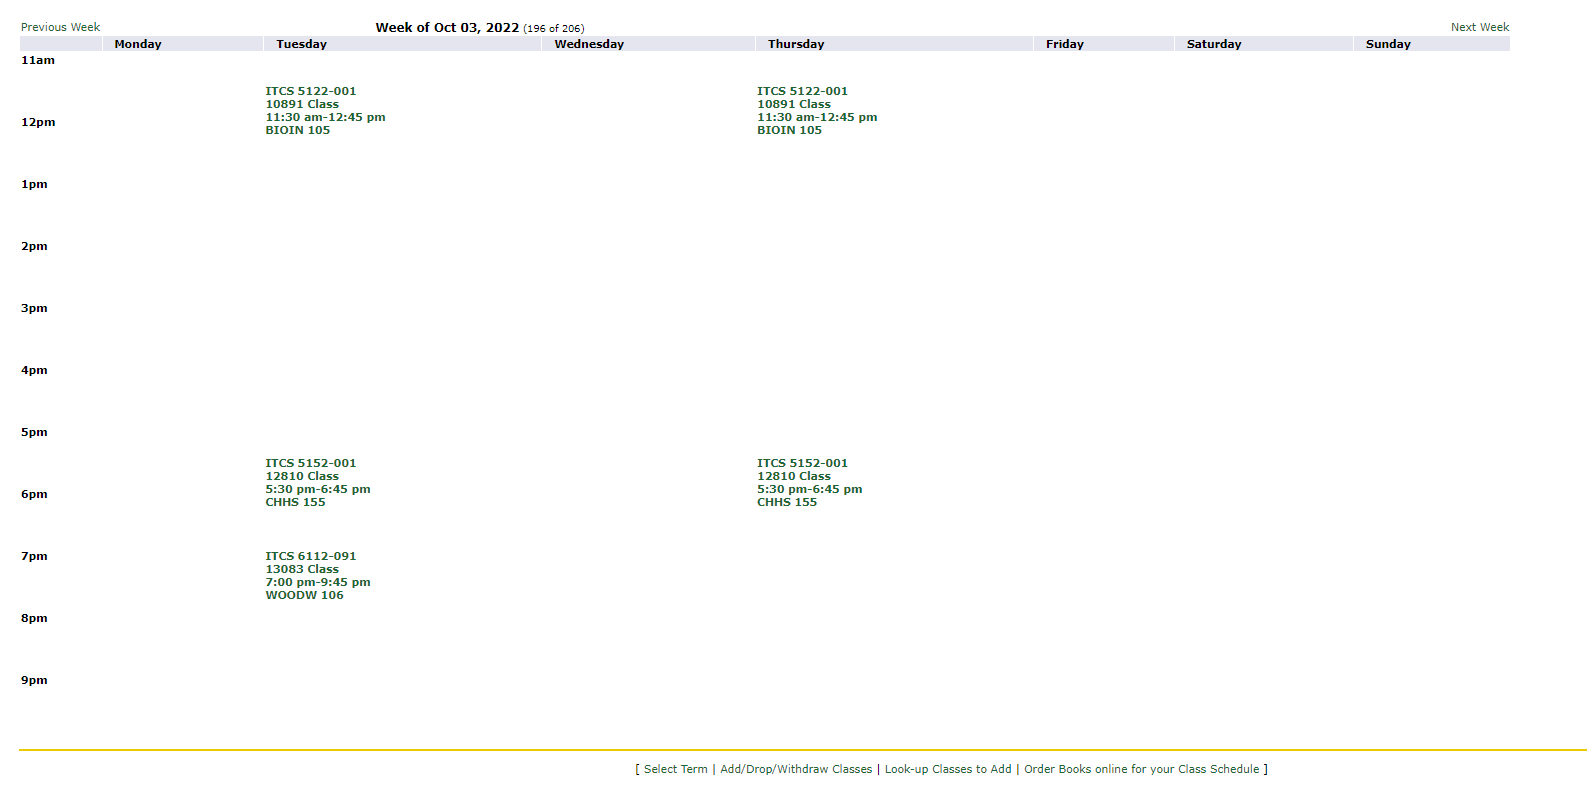 Previous Week Week of Oct 03, 2022 (196 of 206) Next Week
Monday Tuesday Wednesday Thursday Friday Saturday Sunday
11am
ITCS 5122-001 ITCS 5122-001
10891 Class 10891 Class
11:30 am-12:45 pm 11:30 am-12:45 pm
12pm
BIOIN 105 BIOIN 105
1pm
2pm
3pm
4pm
5pm
ITCS 5152-001 ITCS 5152-001
12810 Class 12810 Class
5:30 pm-6:45 pm 5:30 pm-6:45 pm
6pm
CHHS 155 CHHS 155
7pm ITCS 6112-091
13083 Class
7:00 pm-9:45 pm
WOODW 106
8pm
9pm
[ Select Term | Add/Drop/Withdraw Classes | Look-up Classes to Add | Order Books online for your Class Schedule ]